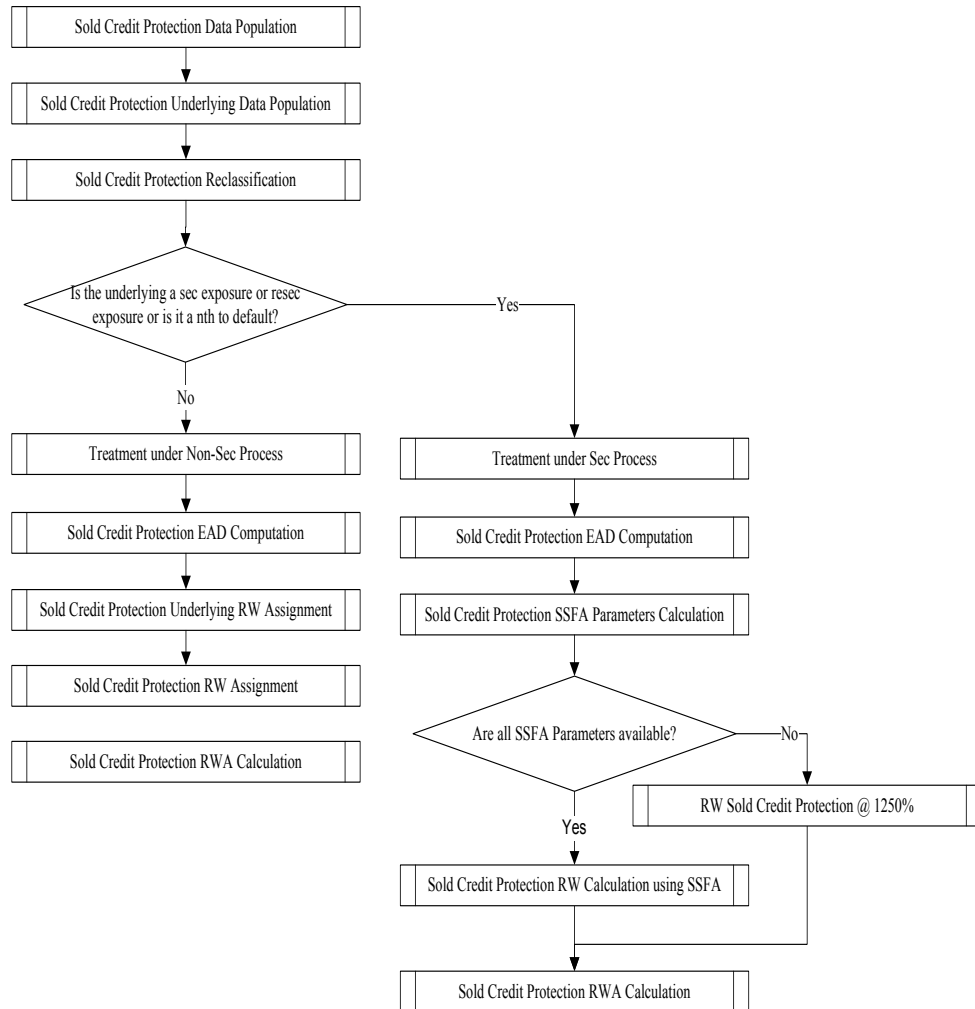 Sold Credit Protection Data Population
Sold Credit Protection Underlying Data Population
Sold Credit Protection Reclassification
Is the underlying a sec exposure or resec
exposure or is it a nth to default?
Yes
No
Treatment under Non-Sec Process
Sold Credit Protection EAD Computation
Sold Credit Protection Underlying RW Assignment
Sold Credit Protection RW Assignment
Sold Credit Protection RWA Calculation
Treatment under Sec Process
Sold Credit Protection EAD Computation
Sold Credit Protection SSFA Parameters Calculation
Are all SSFA Parameters available?
No
RW Sold Credit Protection @ 1250%
Yes
Sold Credit Protection RW Calculation using SSFA
Sold Credit Protection RWA Calculation